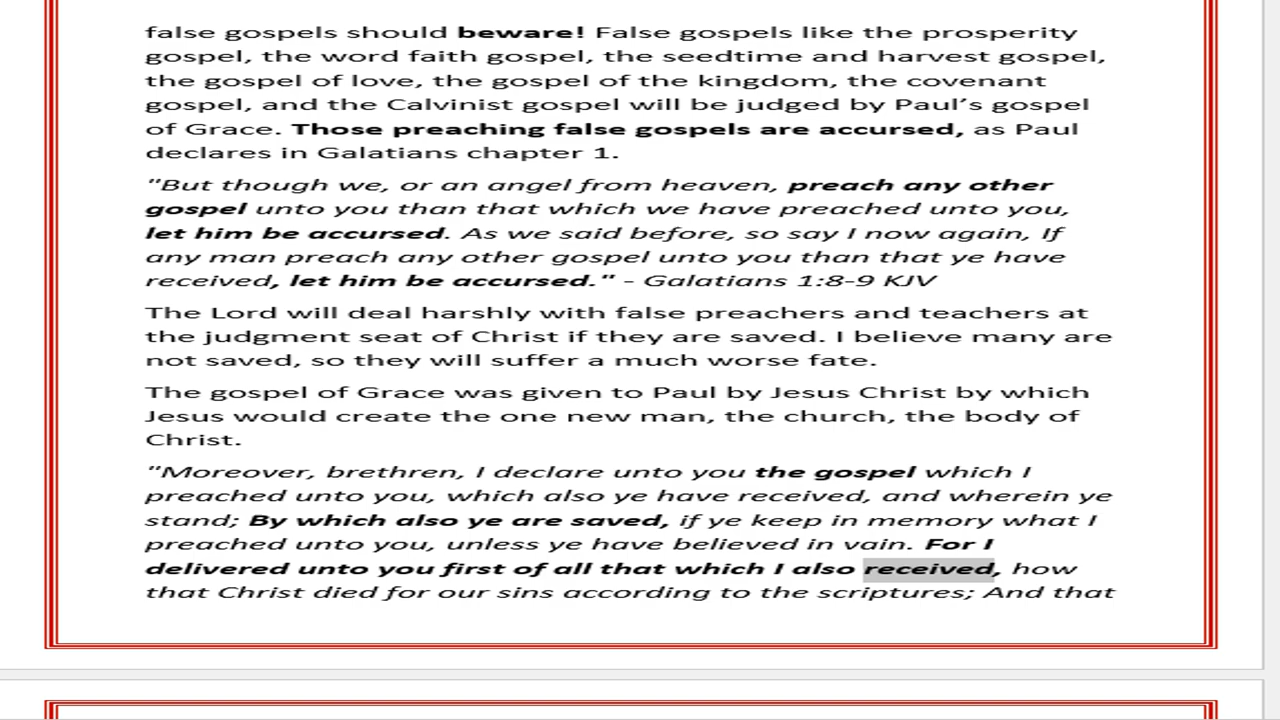 false gospels should beware! False gospels like the prosperity
gospel, the word faith gospel, the seedtime and harvest gospel,
the gospel of love, the gospel of the kingdom, the covenant
gospel, and the Calvinist gospel will be judged by Paul’s gospel
of Grace. Those preaching false gospels are accursed, as Paul
declares in Galatians chapter 1.
"But though we, or an angel from heaven, preach any other
gospel unto you than that which we have preached unto you,
let him be accursed. As we said before, so say I now again, If
any man preach any other gospel unto you than that ye have
received, let him be accursed." - Galatians 1:8-9 KJV
The Lord will deal harshly with false preachers and teachers at
the judgment seat of Christ if they are saved. I believe many are
not saved, so they will suffer a much worse fate.
The gospel of Grace was given to Paul by Jesus Christ by which
Jesus would create the one new man, the church, the body of
Christ.
"Moreover, brethren, I declare unto you the gospel which I
preached unto you, which also ye have received, and wherein ye
stand; By which also ye are saved, if ye keep in memory what I
preached unto you, unless ye have believed in vain. For I
delivered unto you first of all that which I also received, how
that Christ died for our sins according to the scriptures; And that